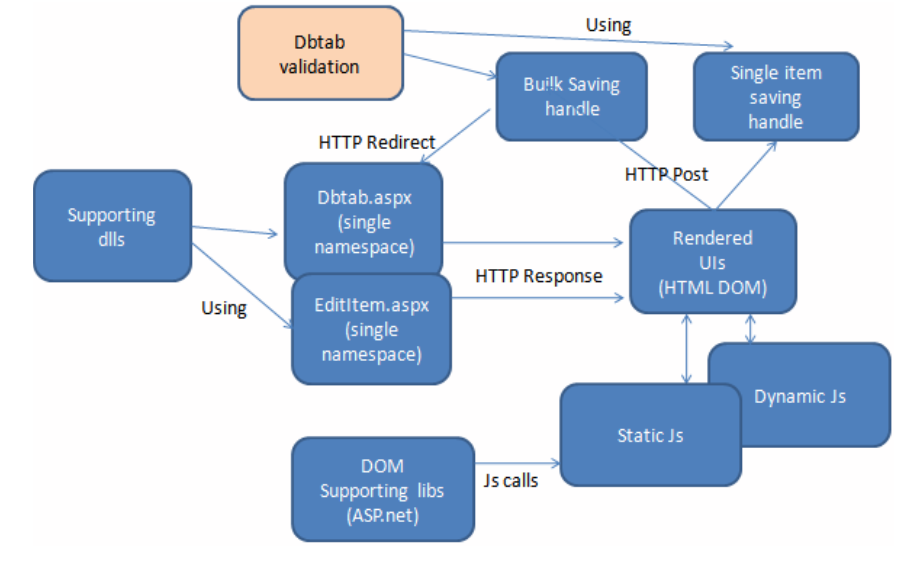 Using
Dbtab
validation
Bulk Saving
handle
Single item
saving
handle
HTTP Redirect
HTTP Post
Supporting
dlls
Dbtab.aspx
(single
namespace)
Rendered
UIs
(HTML DOM)
HTTP Response
Using
EditItem.aspx
(single
namespace)
Dynamic Js
Static Js
DOM
Supporting libs
(ASP.net)
Js calls